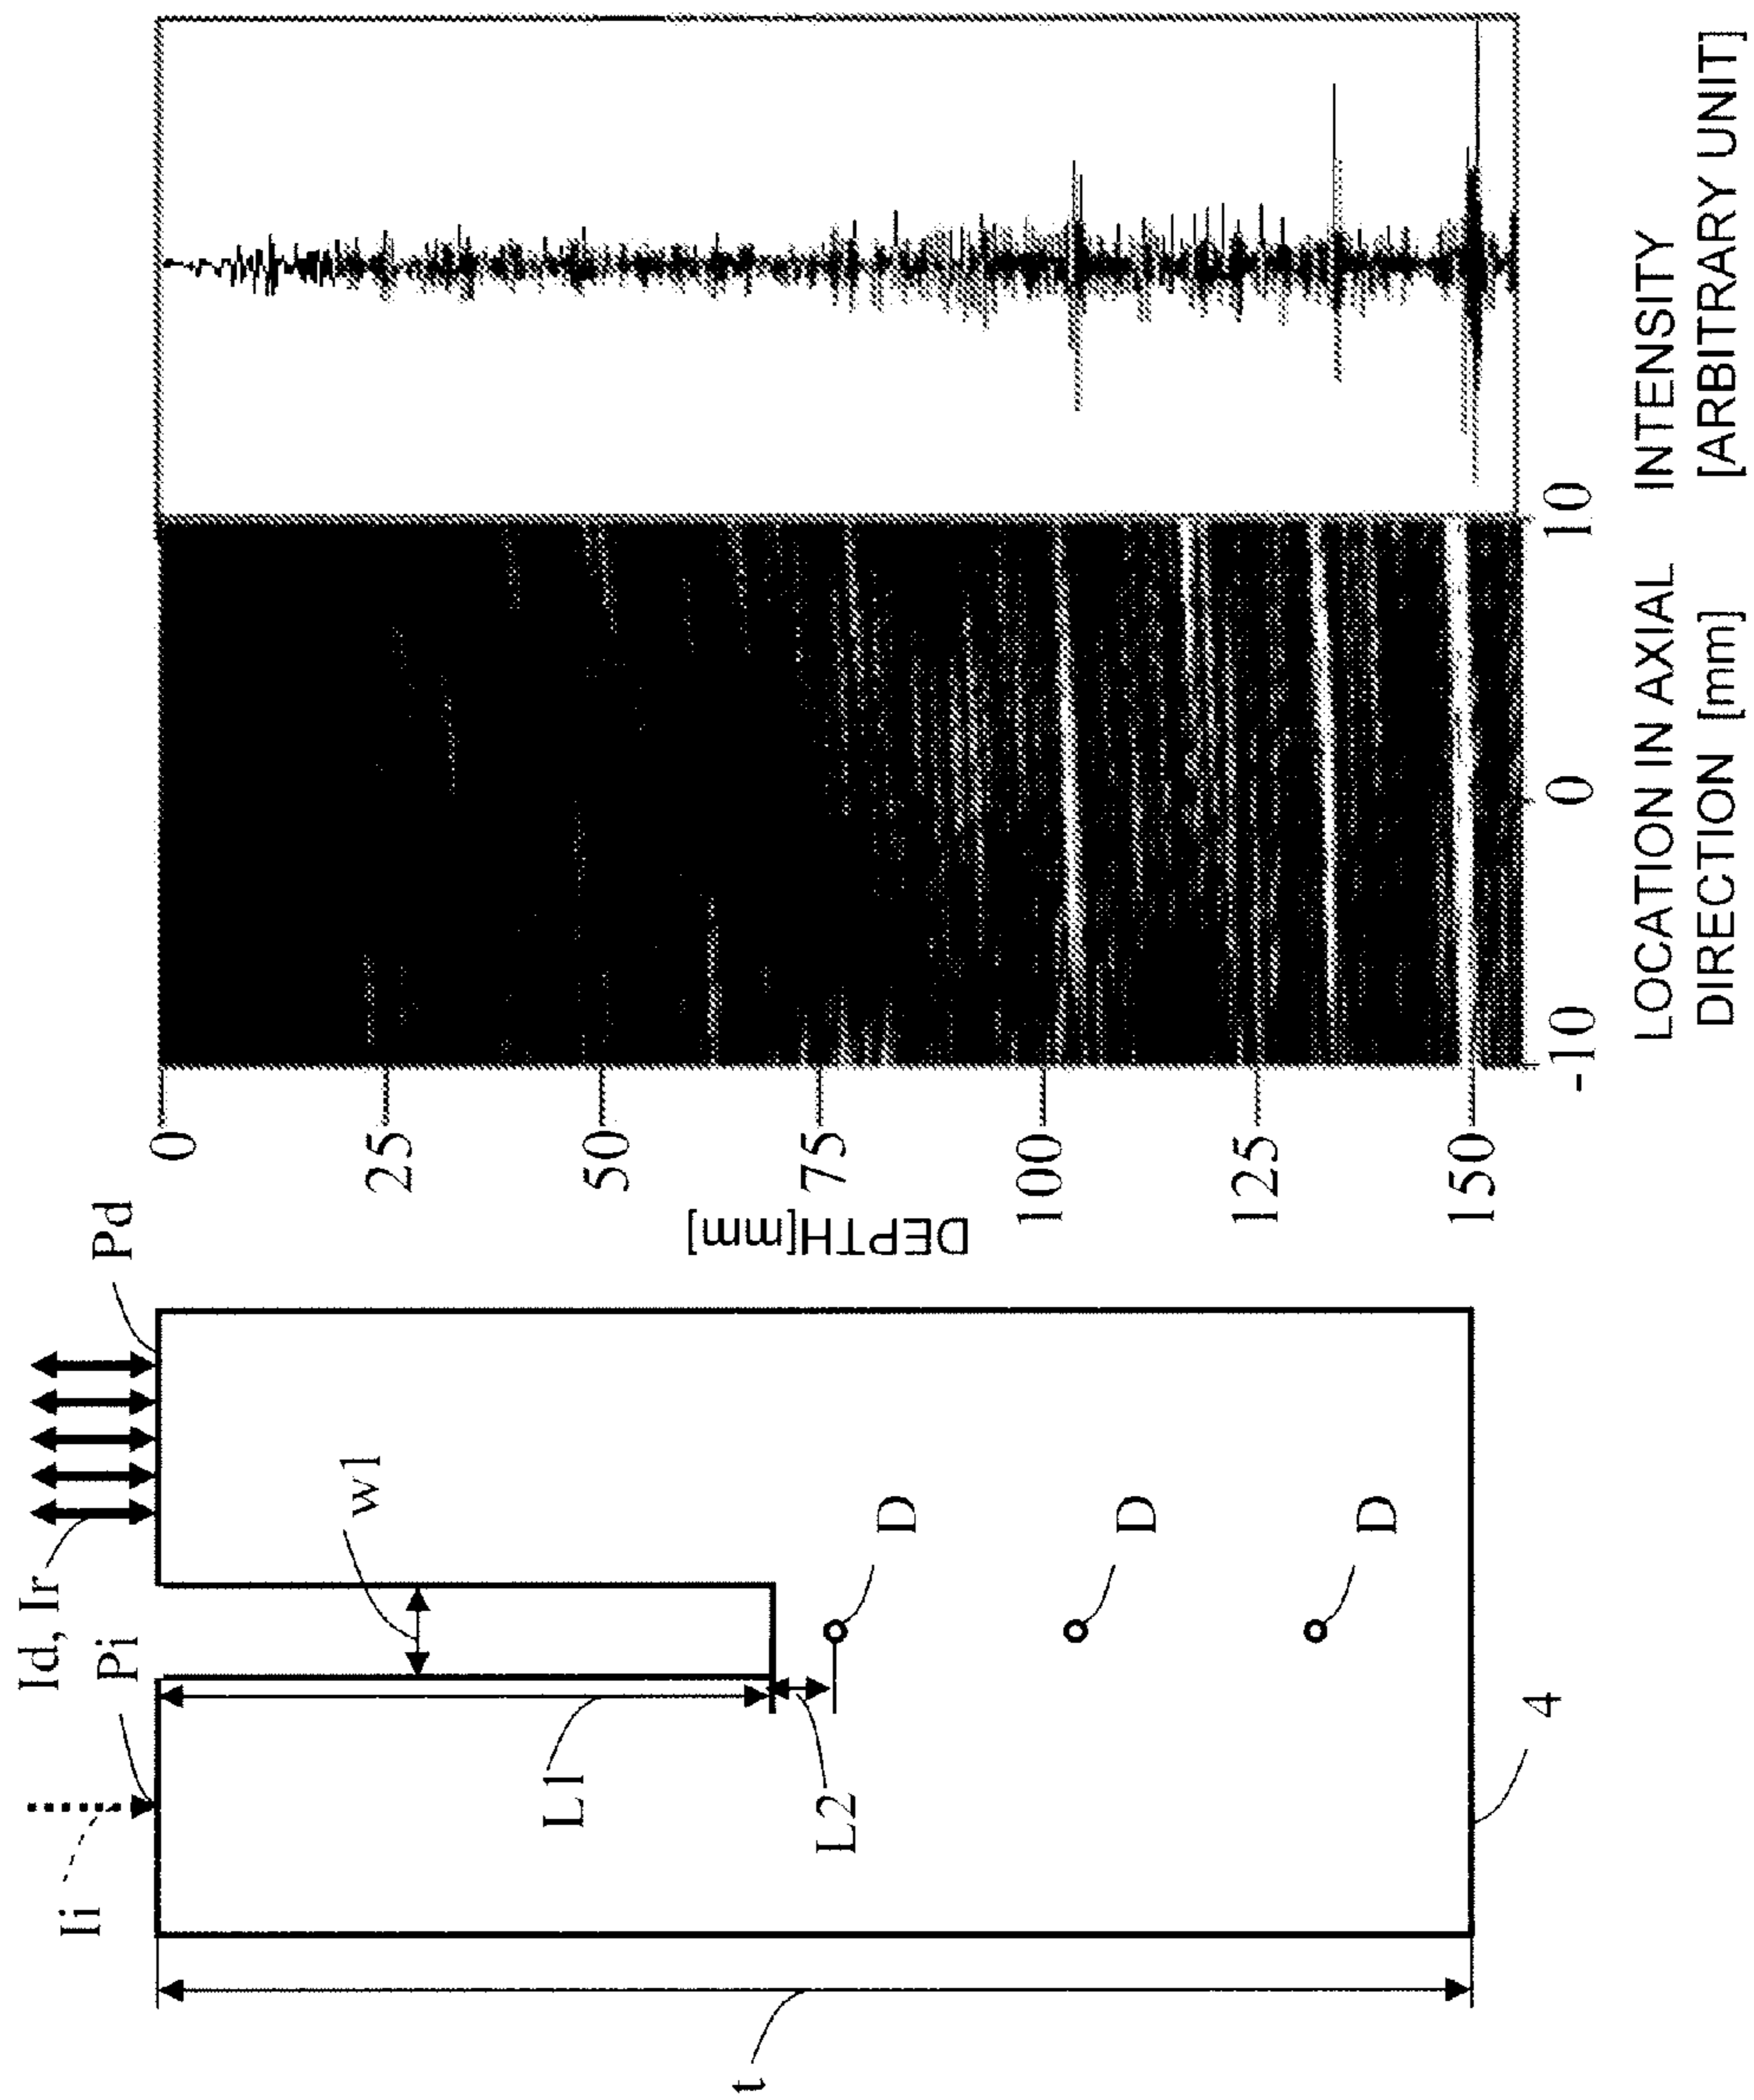 Ii
Pi
Id, Ir
Pd
w1
L1
L2
D
D
D
4
t
DEPTH[mm]
0
25
50
75
100
125
150
-10
0
10
LOCATION IN AXIAL
DIRECTION [mm]
INTENSITY
[ARBITRARY UNIT]